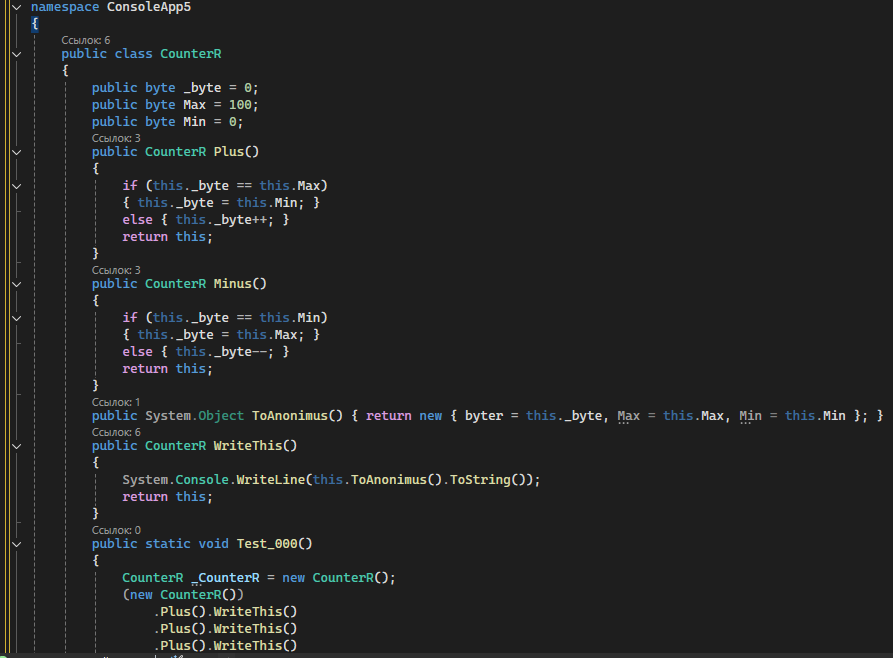 namespace ConsoleApp5
{
Ссылок: 6
public class CounterR
{
public byte _byte = 0;
public byte Max = 100;
public byte Min = 0;
Ссылок: 3
public CounterR Plus()
{
if (this._byte == this.Max)
{ this._byte = this.Min; }
else { this._byte++; }
return this;
}
Ссылок: 3
public CounterR Minus()
{
if (this._byte == this.Min)
{ this._byte = this.Max; }
else { this._byte--; }
return this;
}
Ссылок: 1
public System.Object ToAnonimus() { return new { byter = this._byte, Max = this.Max, Min = this.Min }; }
Ссылок: 6
public CounterR WriteThis()
{
System.Console.WriteLine(this.ToAnonimus().ToString());
return this;
}
Ссылок: 0
public static void Test_000()
{
CounterR _CounterR = new CounterR();
(new CounterR())
.Plus().WriteThis()
.Plus().WriteThis()
.Plus().WriteThis()